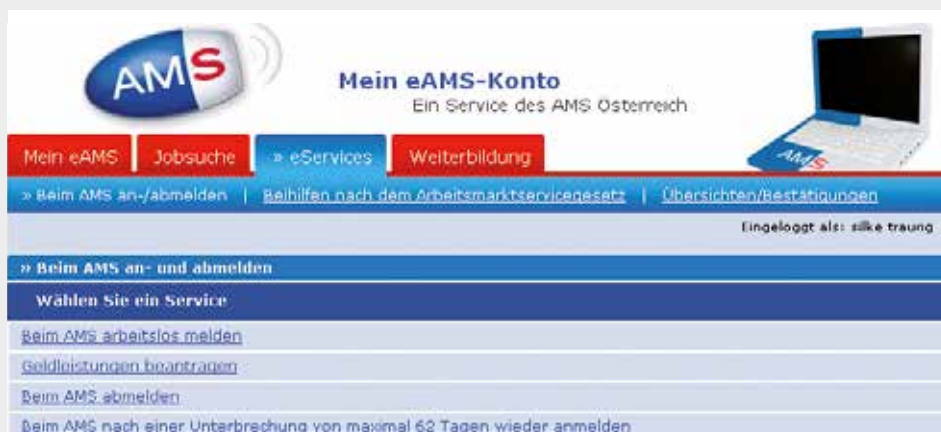 AMS
Mein eAMS-Konto
Ein Service des AMS Österreich
AMS
Mein eAMS Jobsuche » eServices Weiterbildung
» Beim AMS an-/abmelden | Beihilfen nach dem Arbeitsmarktservicegesetz | Übersichten/Bestätigungen
Eingeloggt als: silke traung
» Beim AMS an- und abmelden
Wählen Sie ein Service
Beim AMS arbeitslos melden
Geldleistungen beantragen
Beim AMS abmelden
Beim AMS nach einer Unterbrechung von maximal 62 Tagen wieder anmelden